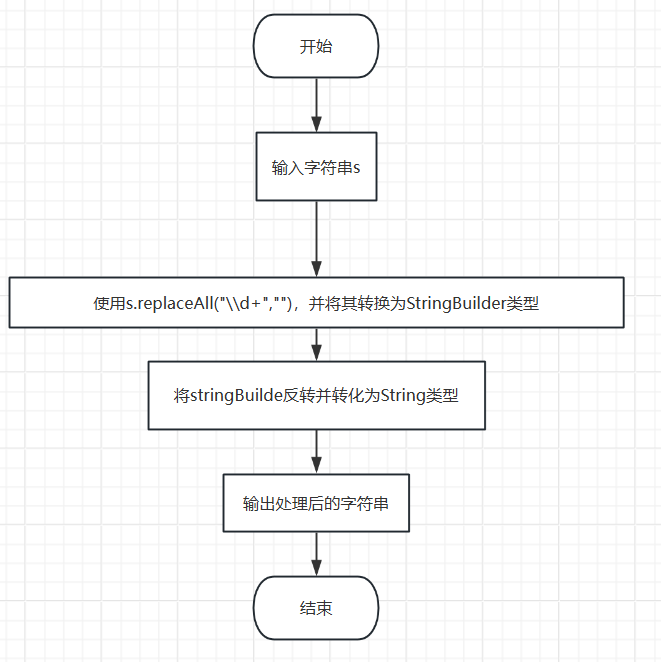 开始
输入字符串s
使用s.replaceAll("\\d+","")，并将其转换为StringBuilder类型
将stringBuilde反转并转化为String类型
输出处理后的字符串
结束